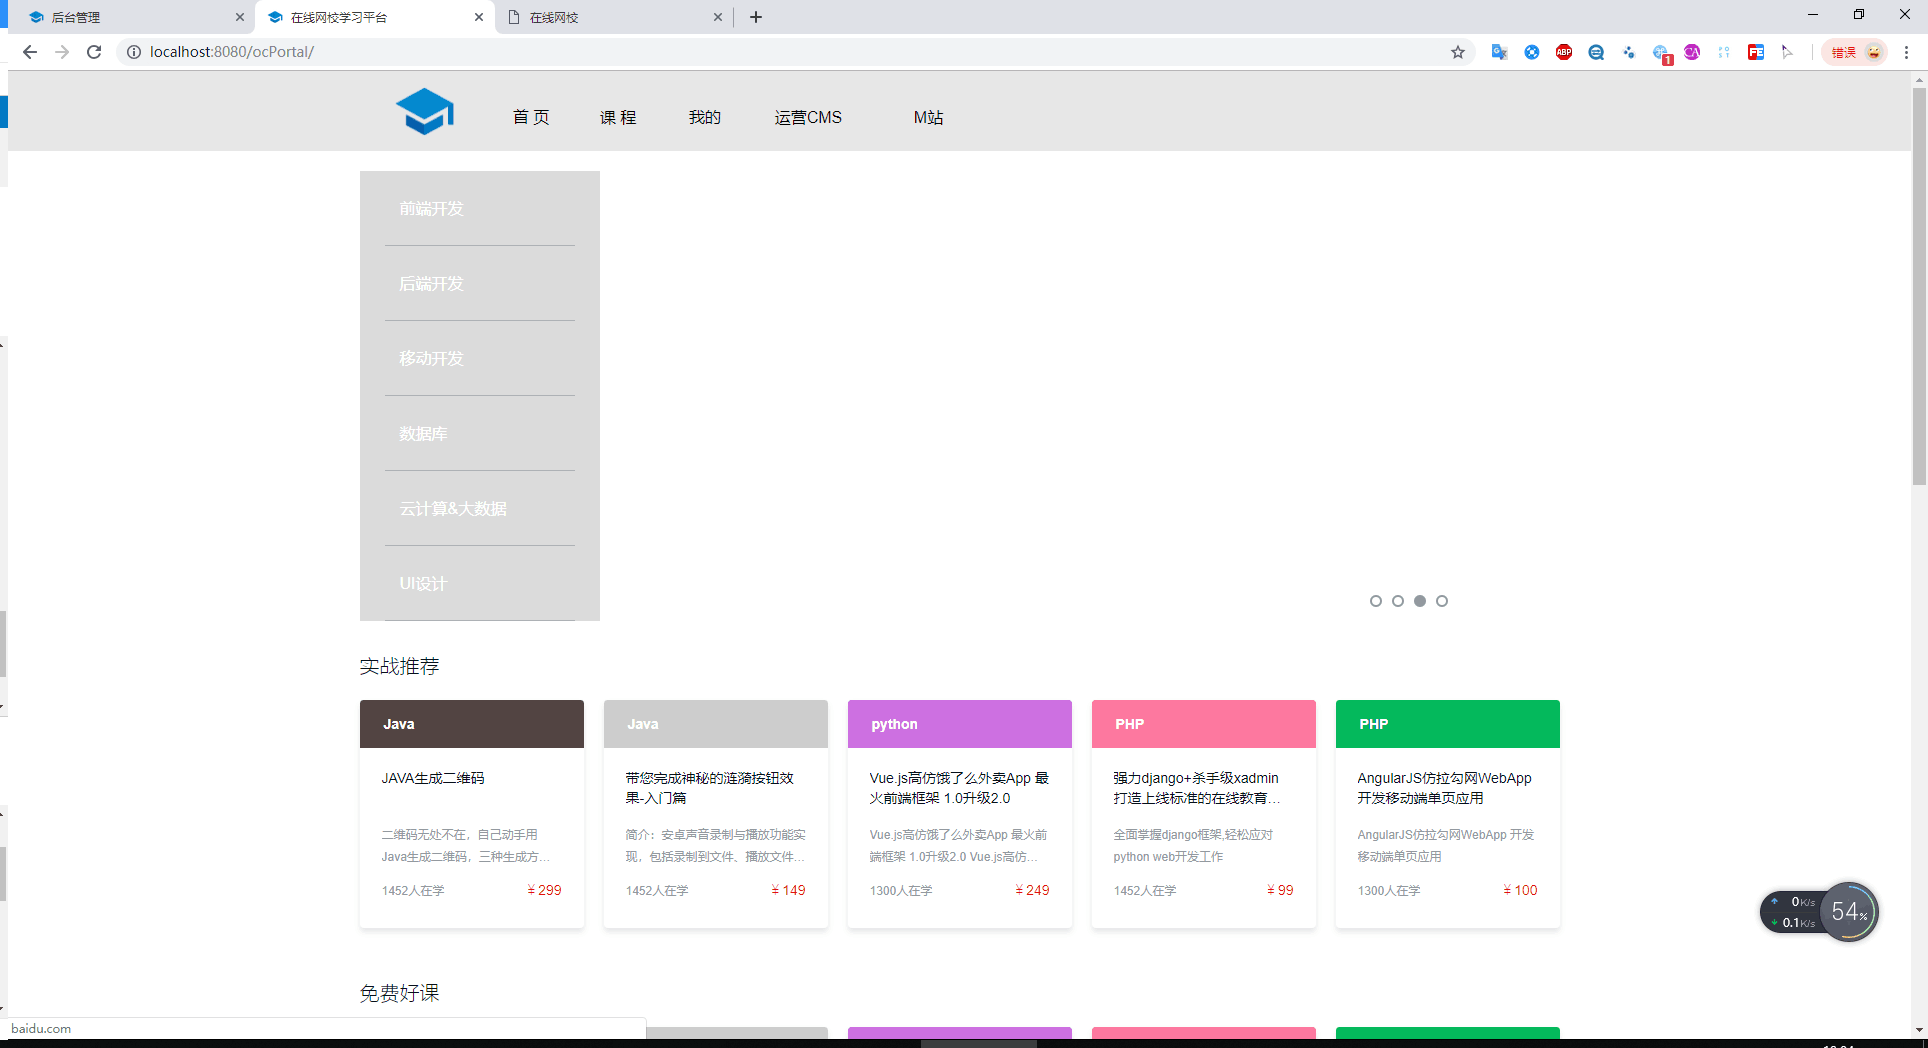 后台管理
在线网校学习平台
在线网校
localhost:8080/ocPortal/
ABP
1
CA
FE
错误
首 页
课 程
我的
运营CMS
M站
前端开发
后端开发
移动开发
数据库
云计算&大数据
UI设计
实战推荐
Java
JAVA生成二维码
二维码无处不在，自己动手用
Java生成二维码，三种生成方...
1452人在学
¥ 299
Java
带您完成神秘的涟漪按钮效
果-入门篇
简介：安卓声音录制与播放功能实
现，包括录制到文件、播放文件...
1452人在学
¥ 149
python
Vue.js高仿饿了么外卖App 最
火前端框架 1.0升级2.0
Vue.js高仿饿了么外卖App 最火前
端框架 1.0升级2.0 Vue.js高仿...
1300人在学
¥ 249
PHP
强力django+杀手级xadmin
打造上线标准的在线教育...
全面掌握django框架,轻松应对
python web开发工作
1452人在学
¥ 99
PHP
AngularJS仿拉勾网WebApp
开发移动端单页应用
AngularJS仿拉勾网WebApp 开发
移动端单页应用
1300人在学
¥ 100
0K/s
0.1K/s
54%
免费好课
baidu.com